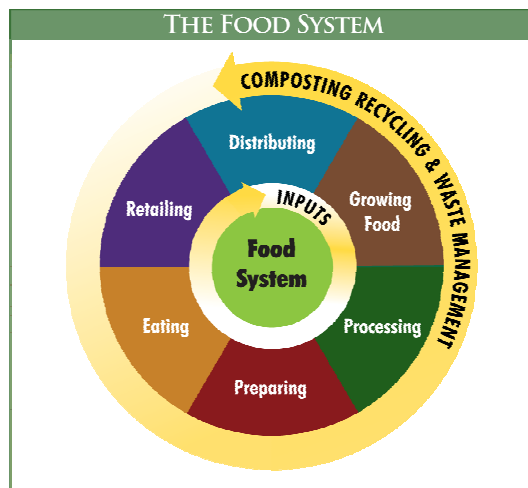 THE FOOD SYSTEM
COMPOSTING RECYCLING & WASTE MANAGEMENT
Distributing
Retailing
INPUTS
Growing
Food
Food
System
Eating
Processing
Preparing